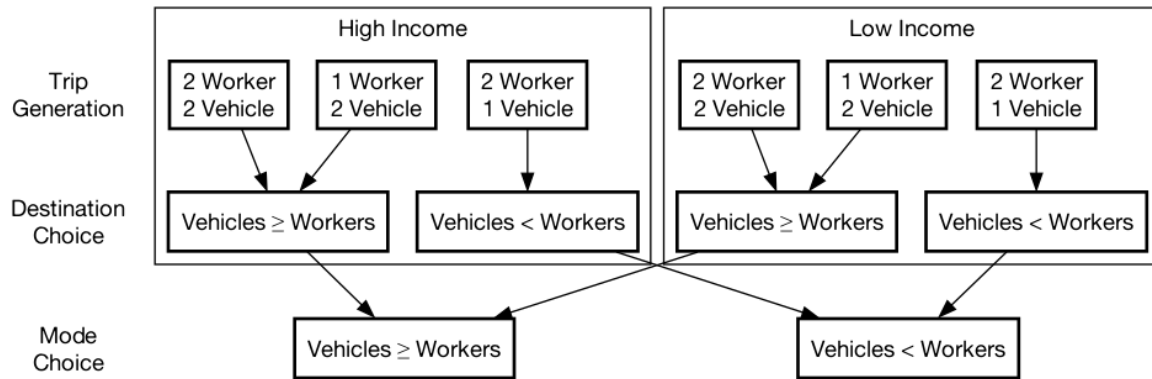 High Income
Low Income
Trip
Generation
2 Worker
2 Vehicle
1 Worker
2 Vehicle
2 Worker
1 Vehicle
2 Worker
2 Vehicle
1 Worker
2 Vehicle
2 Worker
1 Vehicle
Destination
Choice
Vehicles ≥ Workers
Vehicles < Workers
Vehicles ≥ Workers
Vehicles < Workers
Mode
Choice
Vehicles ≥ Workers
Vehicles < Workers